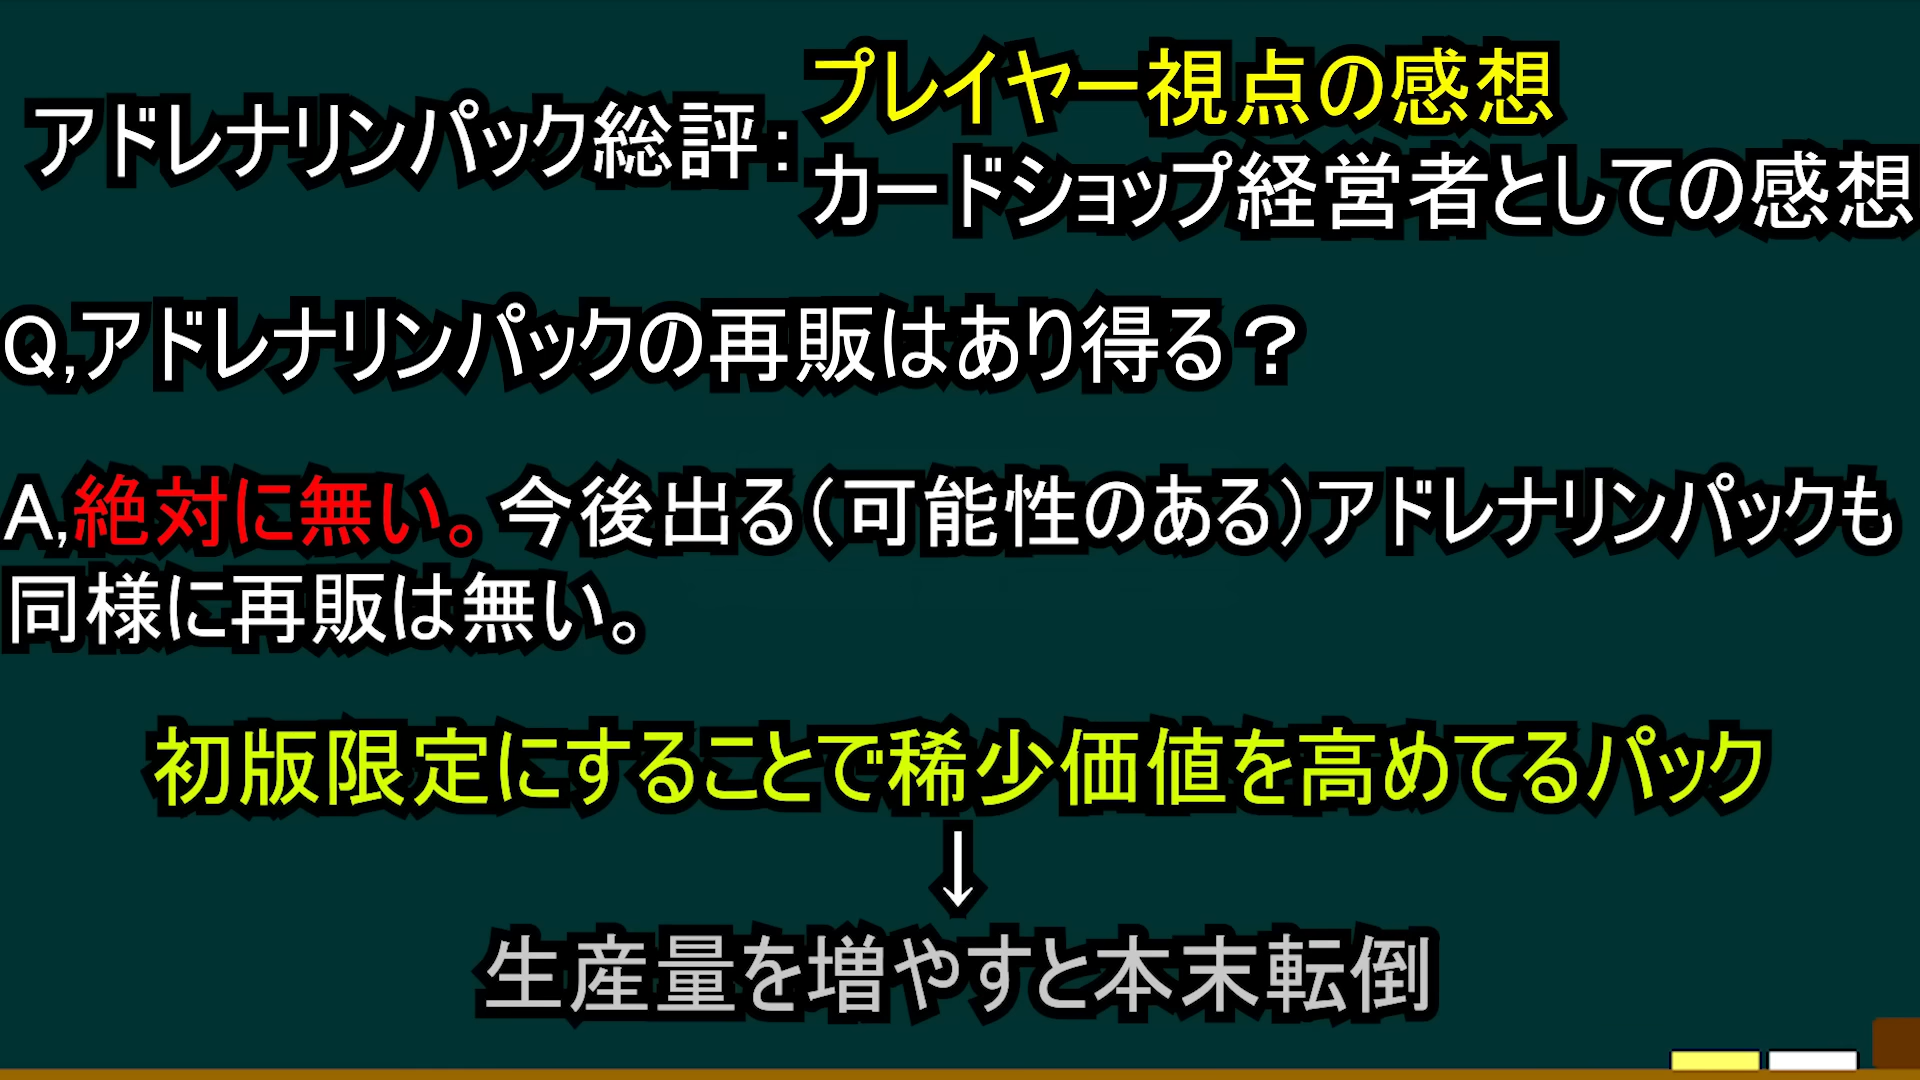 アドレナリンパック総評：
プレイヤー視点の感想
カードショップ経営者としての感想
Q,アドレナリンパックの再販はあり得る？
A,絶対に無い。今後出る（可能性のある）アドレナリンパックも
同様に再販は無い。
初版限定にすることで稀少価値を高めてるパック
↓
生産量を増やすと本末転倒